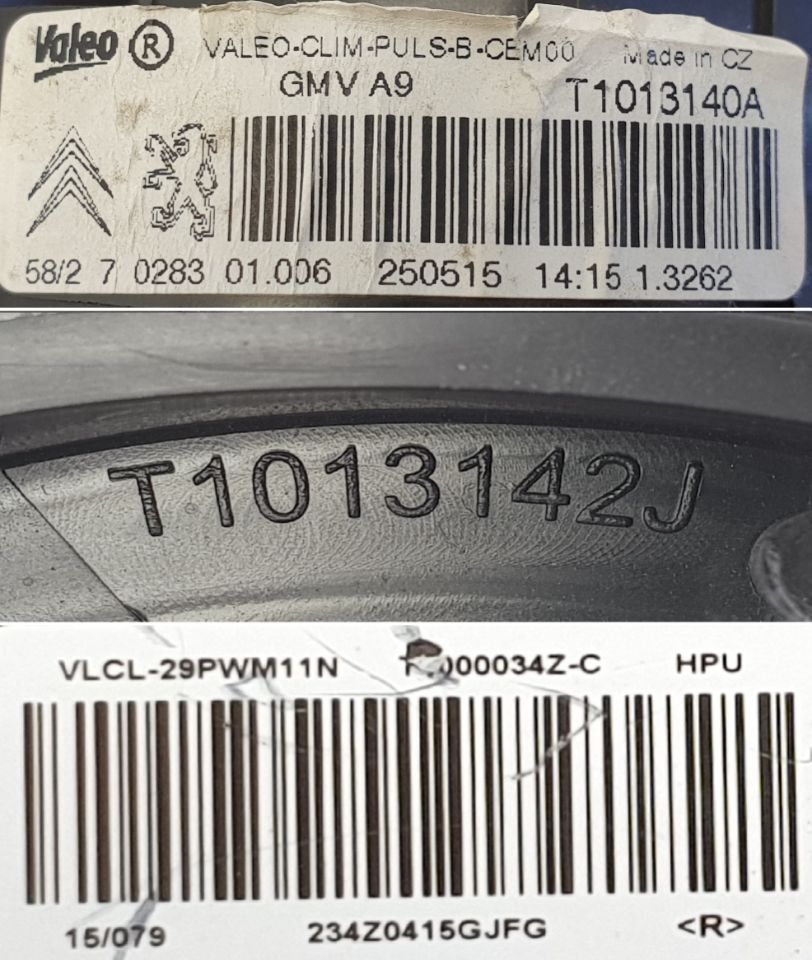 Valeo ® VALEO-CLIM-PULS-B-CEM00 Made in CZ
GMV A9 T1013140A
58/2 7 0283 01.006 250515 14:15 1.3262
T1013142J
VLCL-29PWM11N HPU
15/079 234Z0415GJFG <R>